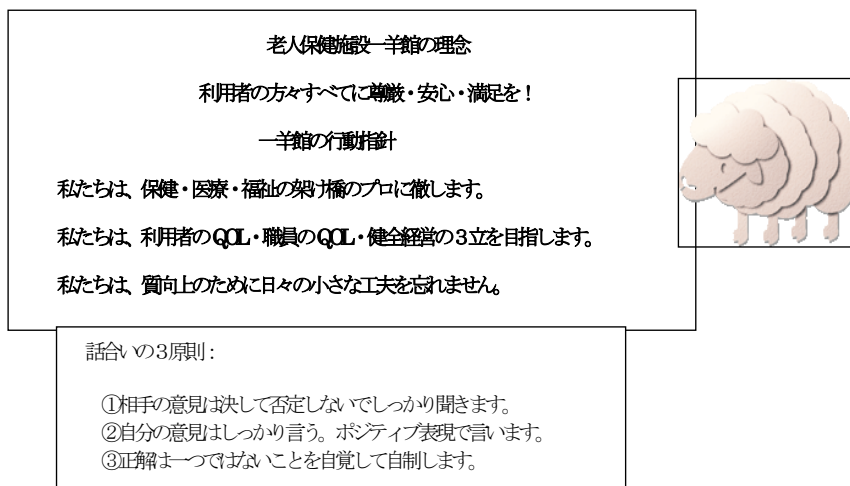 老人保健施設一羊館の理念
利用者の方々すべてに尊厳・安心・満足を！
一羊館の行動指針
私たちは、保健・医療・福祉の架け橋のプロに徹します。
私たちは、利用者のQOL・職員のQOL・健全経営の３立を目指します。
私たちは、質向上のために日々の小さな工夫を忘れません。
話合いの３原則：
①相手の意見は決して否定しないでしっかり聞きます。
②自分の意見はしっかり言う。ポジティブ表現で言います。
③正解は一つではないことを自覚して自制します。